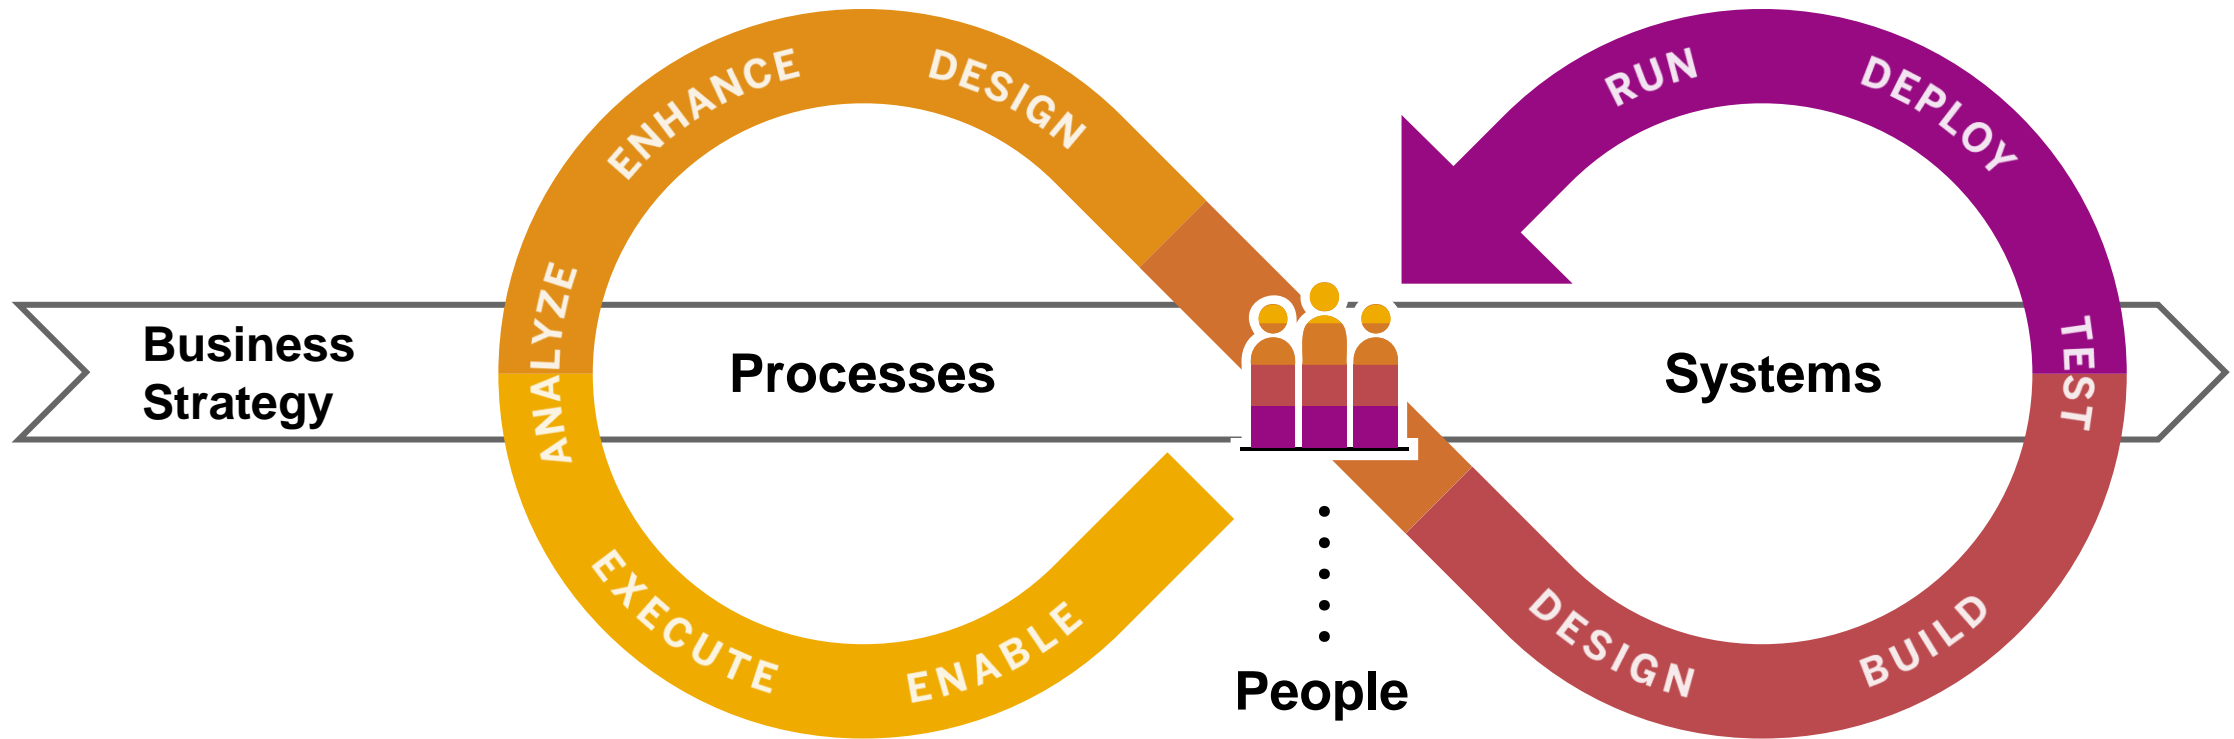 Business
Strategy
Processes
ENABLE
EXECUTE
ANALYZE
ENHANCE
DESIGN
People
Systems
DESIGN
BUILD
TEST
DEPLOY
RUN